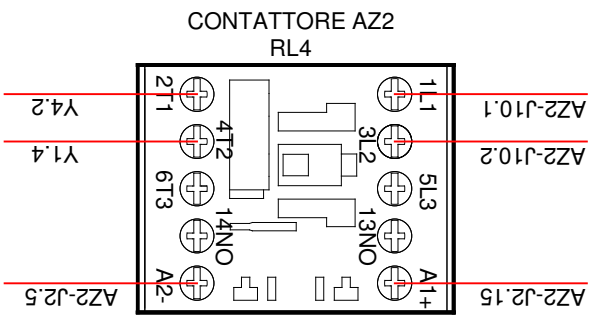 CONTATTORE AZ2
RL4
2T1
1L1
Y4.2
AZ2-J10.1
4T2
3L2
Y1.4
AZ2-J10.2
6T3
5L3
14NO
13NO
A2-
A1+
AZ2-J2.5
AZ2-J2.15